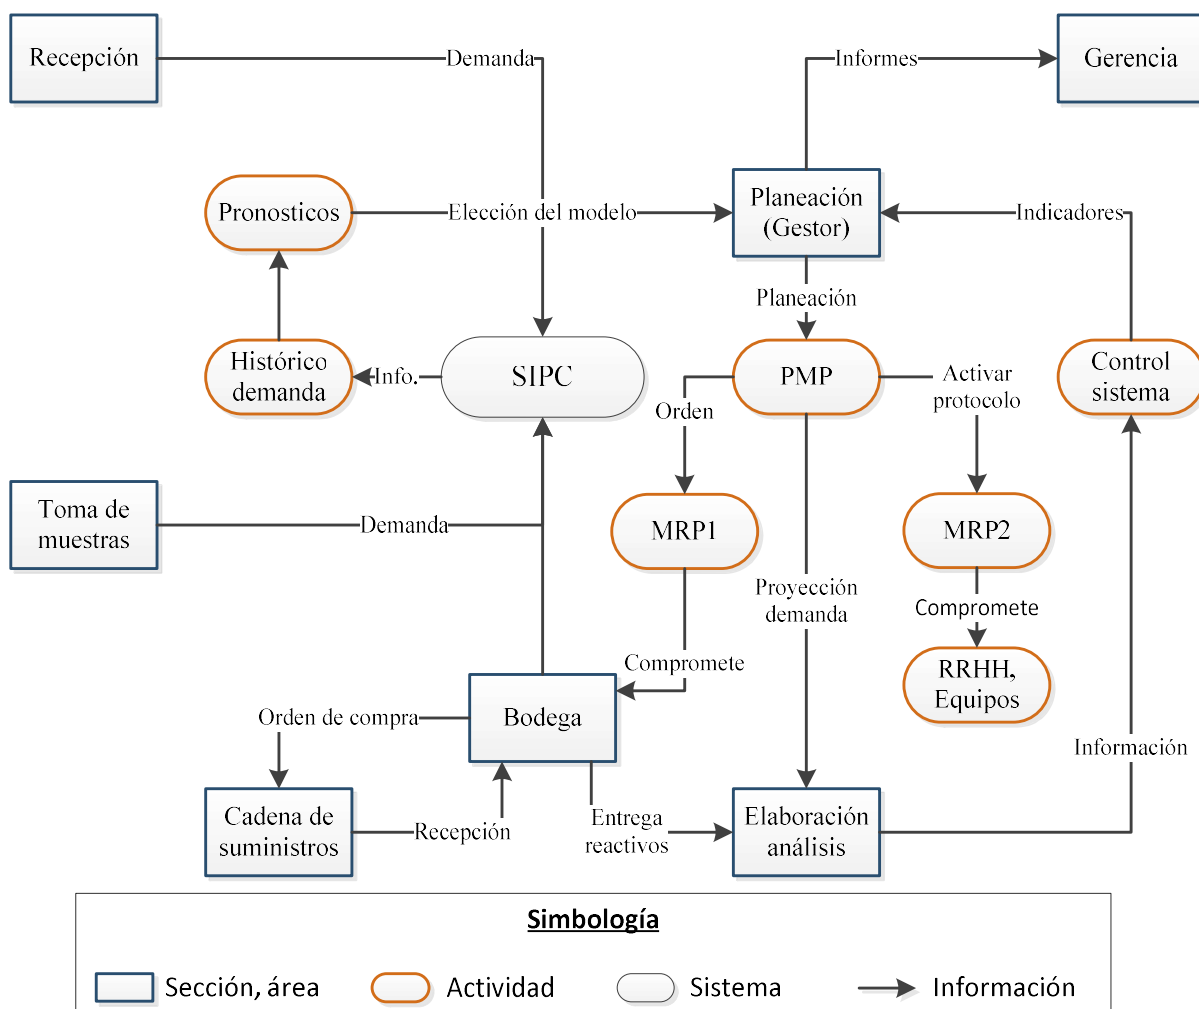 Recepción
Demanda
Informes
Gerencia
Pronosticos
Elección del modelo
Planeación
(Gestor)
Indicadores
Planeación
Histórico
demanda
Info.
SIPC
PMP
Activar
protocolo
Control
sistema
Orden
Toma de
muestras
Demanda
MRP1
MRP2
Proyección
demanda
Compromete
Compromete
RRHH,
Equipos
Orden de compra
Bodega
Información
Cadena de
suministros
Recepción
Entrega
reactivos
Elaboración
análisis
Simbología
Sección, área
Actividad
Sistema
Información